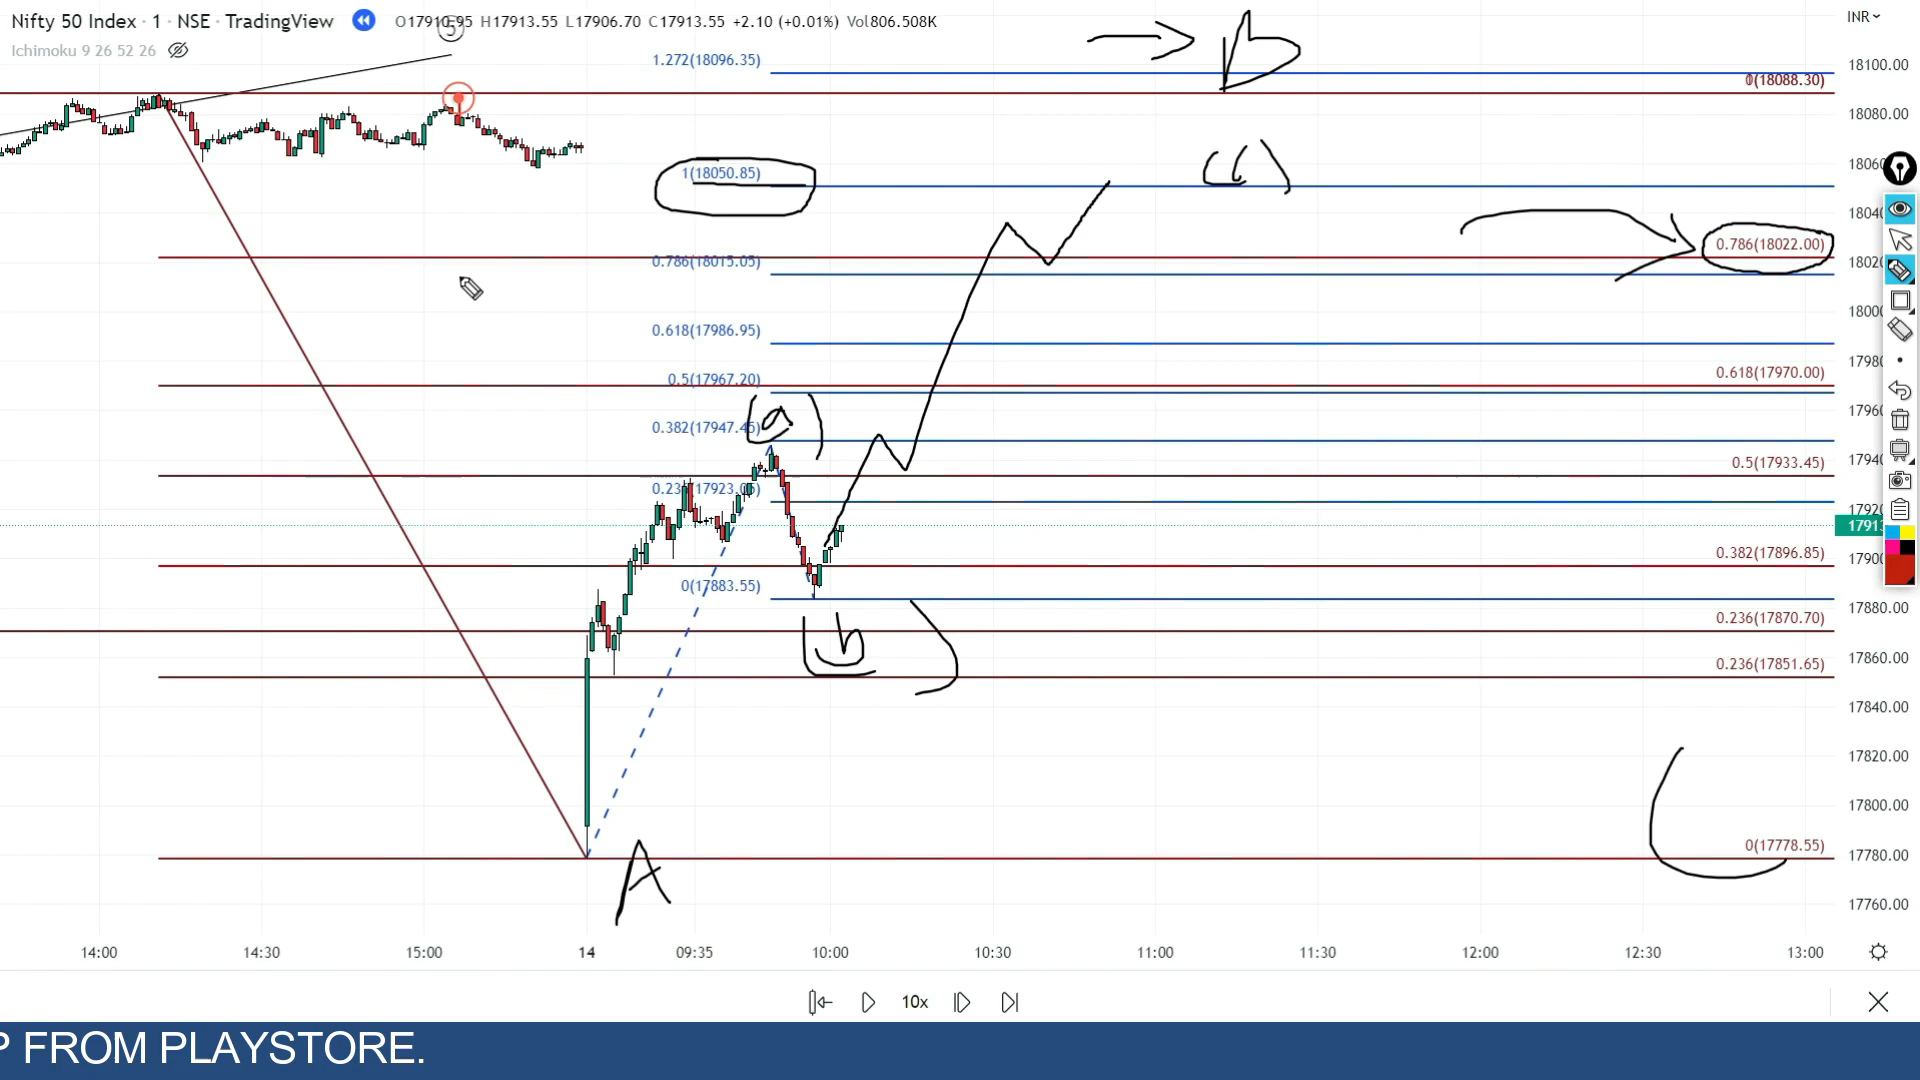 Nifty 50 Index · 1 · NSE · TradingView
O17910.95 H17913.55 L17906.70 C17913.55 +2.10 (+0.01%) Vol806.508K
INR
Ichimoku 9 26 52 26
5
B
1.272(18096.35)
0(18088.30)
1(18050.85)
(c)
0.786(18022.00)
0.786(18015.05)
0.618(17986.95)
0.618(17970.00)
0.5(17967.20)
0.382(17947.45)
(a)
0.5(17933.45)
0(17883.55)
0.382(17896.85)
(b)
0.236(17870.70)
0.236(17851.65)
0(17778.55)
A
18100.00
18080.00
17880.00
17860.00
17840.00
17820.00
17800.00
17780.00
17760.00
14:00 14:30 15:00 14 09:35 10:00 10:30 11:00 11:30 12:00 12:30 13:00
10x
FROM PLAYSTORE.